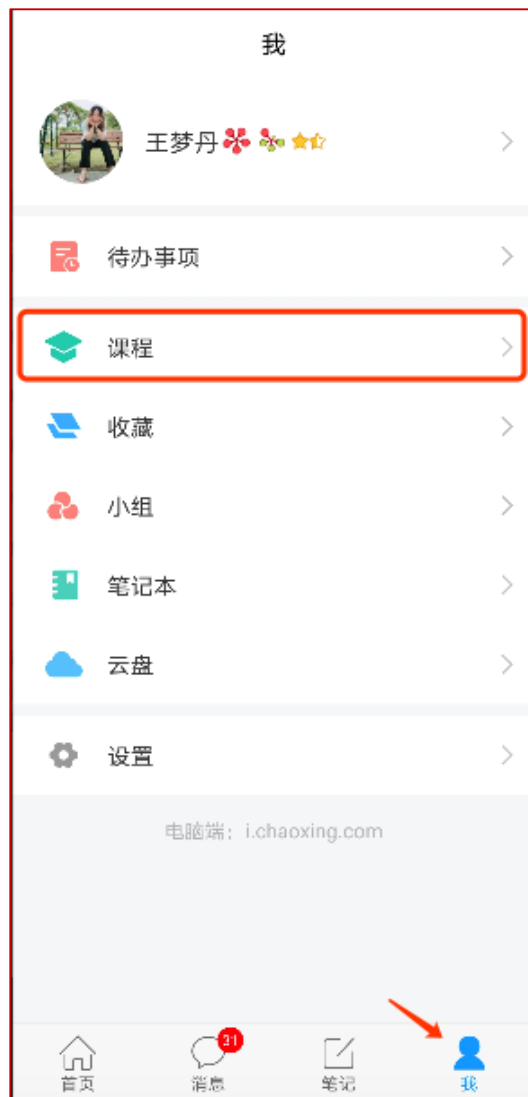 我
王梦丹
待办事项
课程
收藏
小组
笔记本
云盘
设置
电脑端：i.chaoxing.com
31
首页
消息
笔记
我